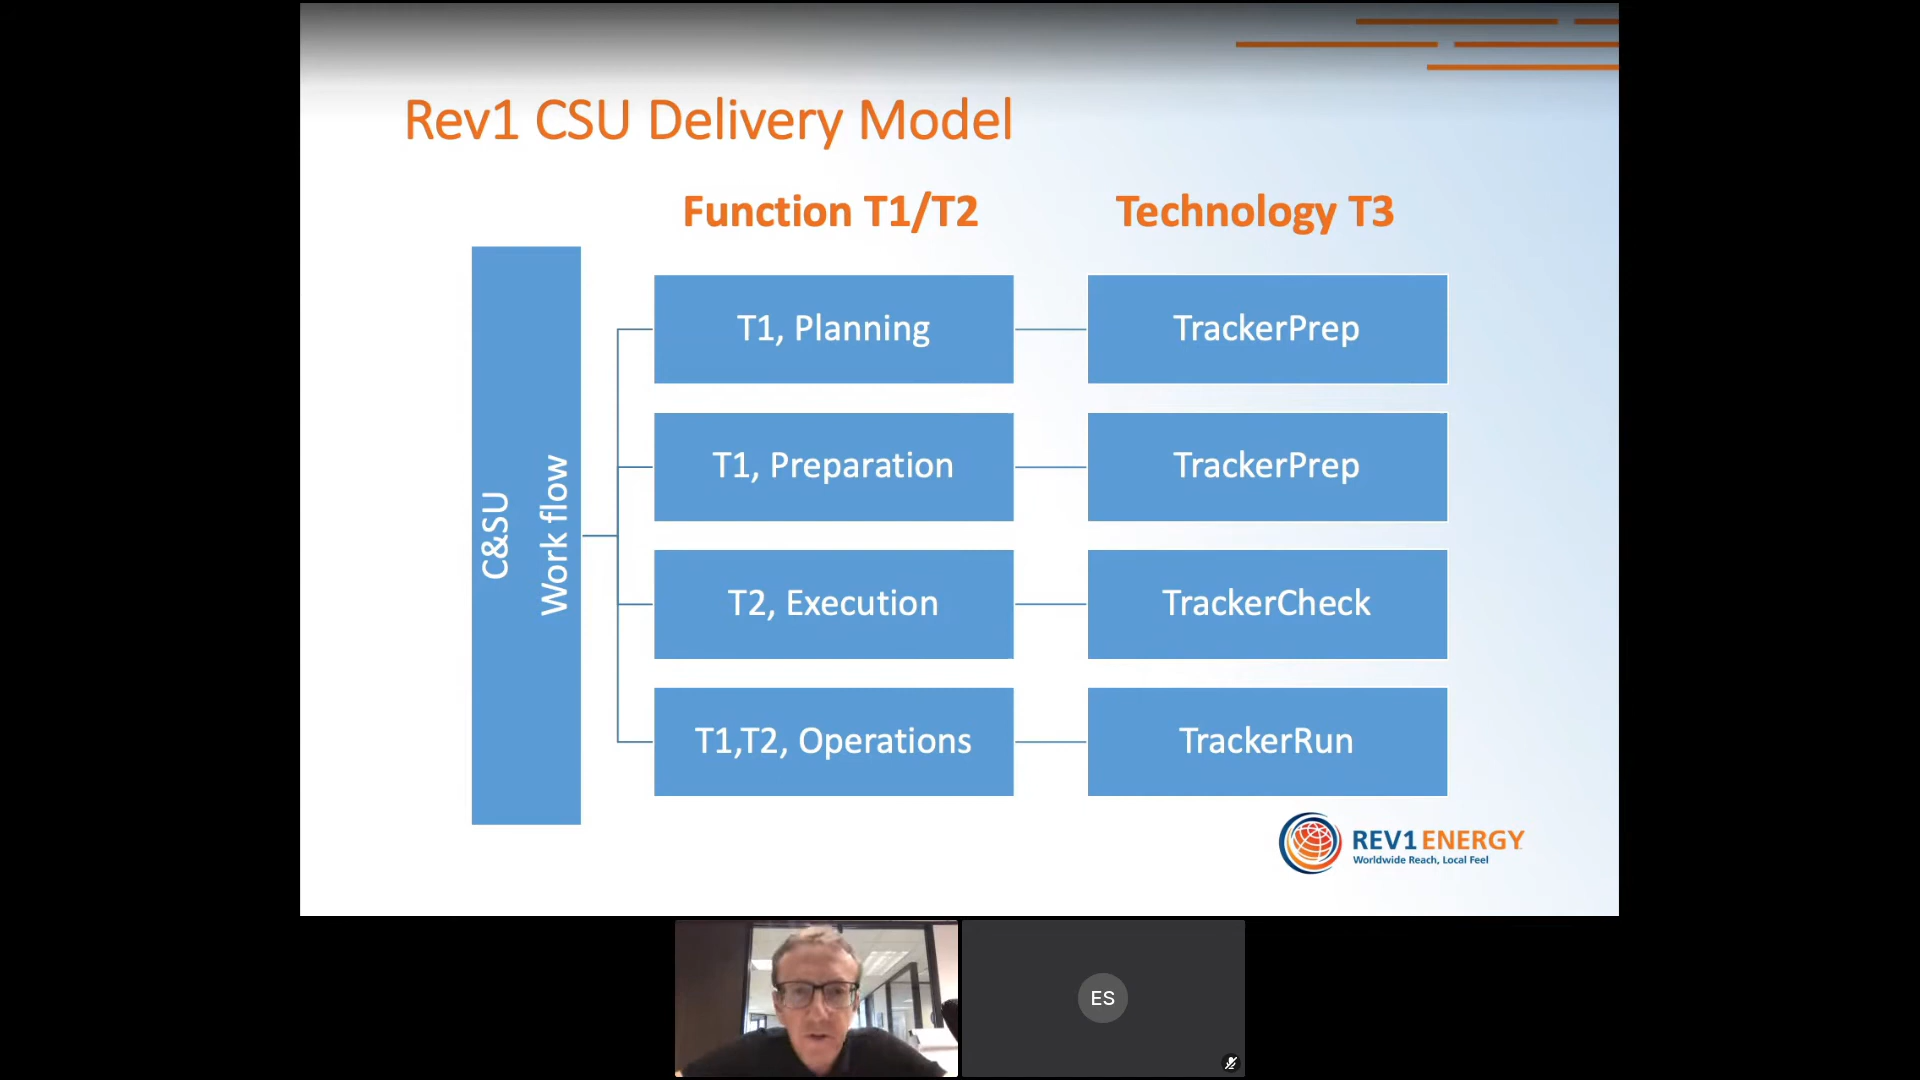 Rev1 CSU Delivery Model
Function T1/T2
Technology T3
C&SU
Work flow
T1, Planning
TrackerPrep
T1, Preparation
TrackerPrep
T2, Execution
TrackerCheck
T1,T2, Operations
TrackerRun
REV1 ENERGY
Worldwide Reach, Local Feel
ES